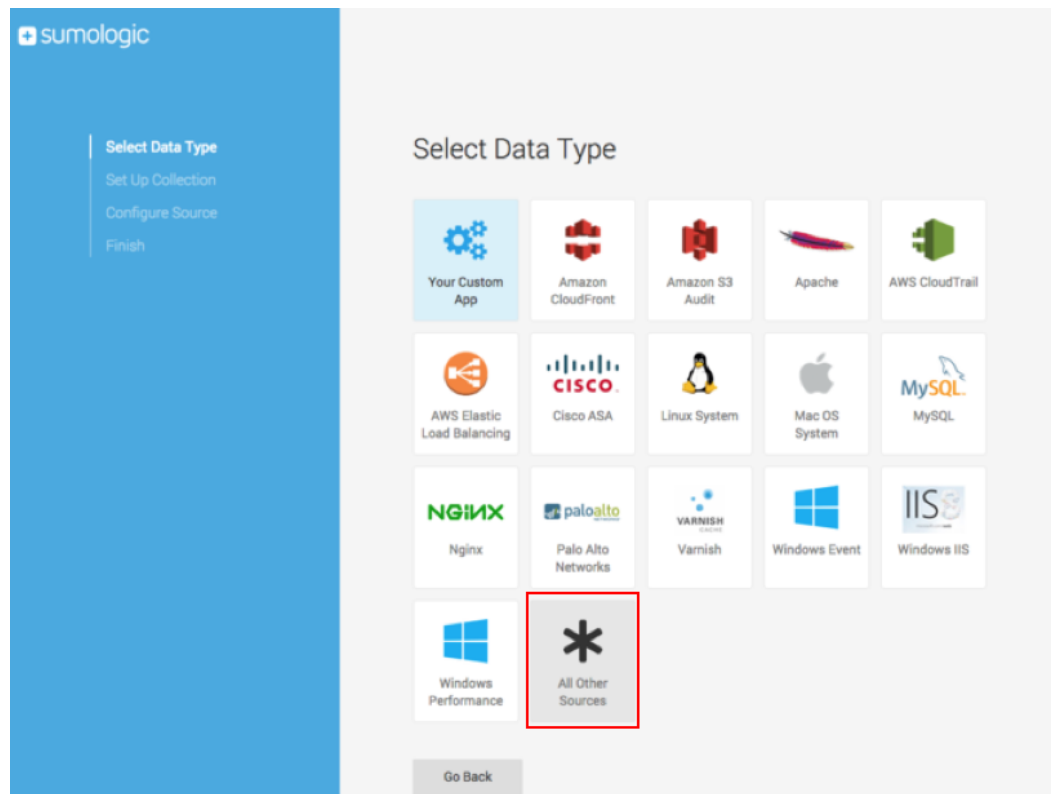 sumologic
Select Data Type
Set Up Collection
Configure Source
Finish
Select Data Type
Your Custom
App
Amazon
CloudFront
Amazon S3
Audit
Apache
AWS CloudTrail
AWS Elastic
Load Balancing
CISCO
Cisco ASA
Linux System
Mac OS
System
MySQL
MySQL
NGINX
Nginx
paloalto
Palo Alto
Networks
VARNISH
CACHE
Varnish
Windows Event
IIS
Windows IIS
Windows
Performance
All Other
Sources
Go Back